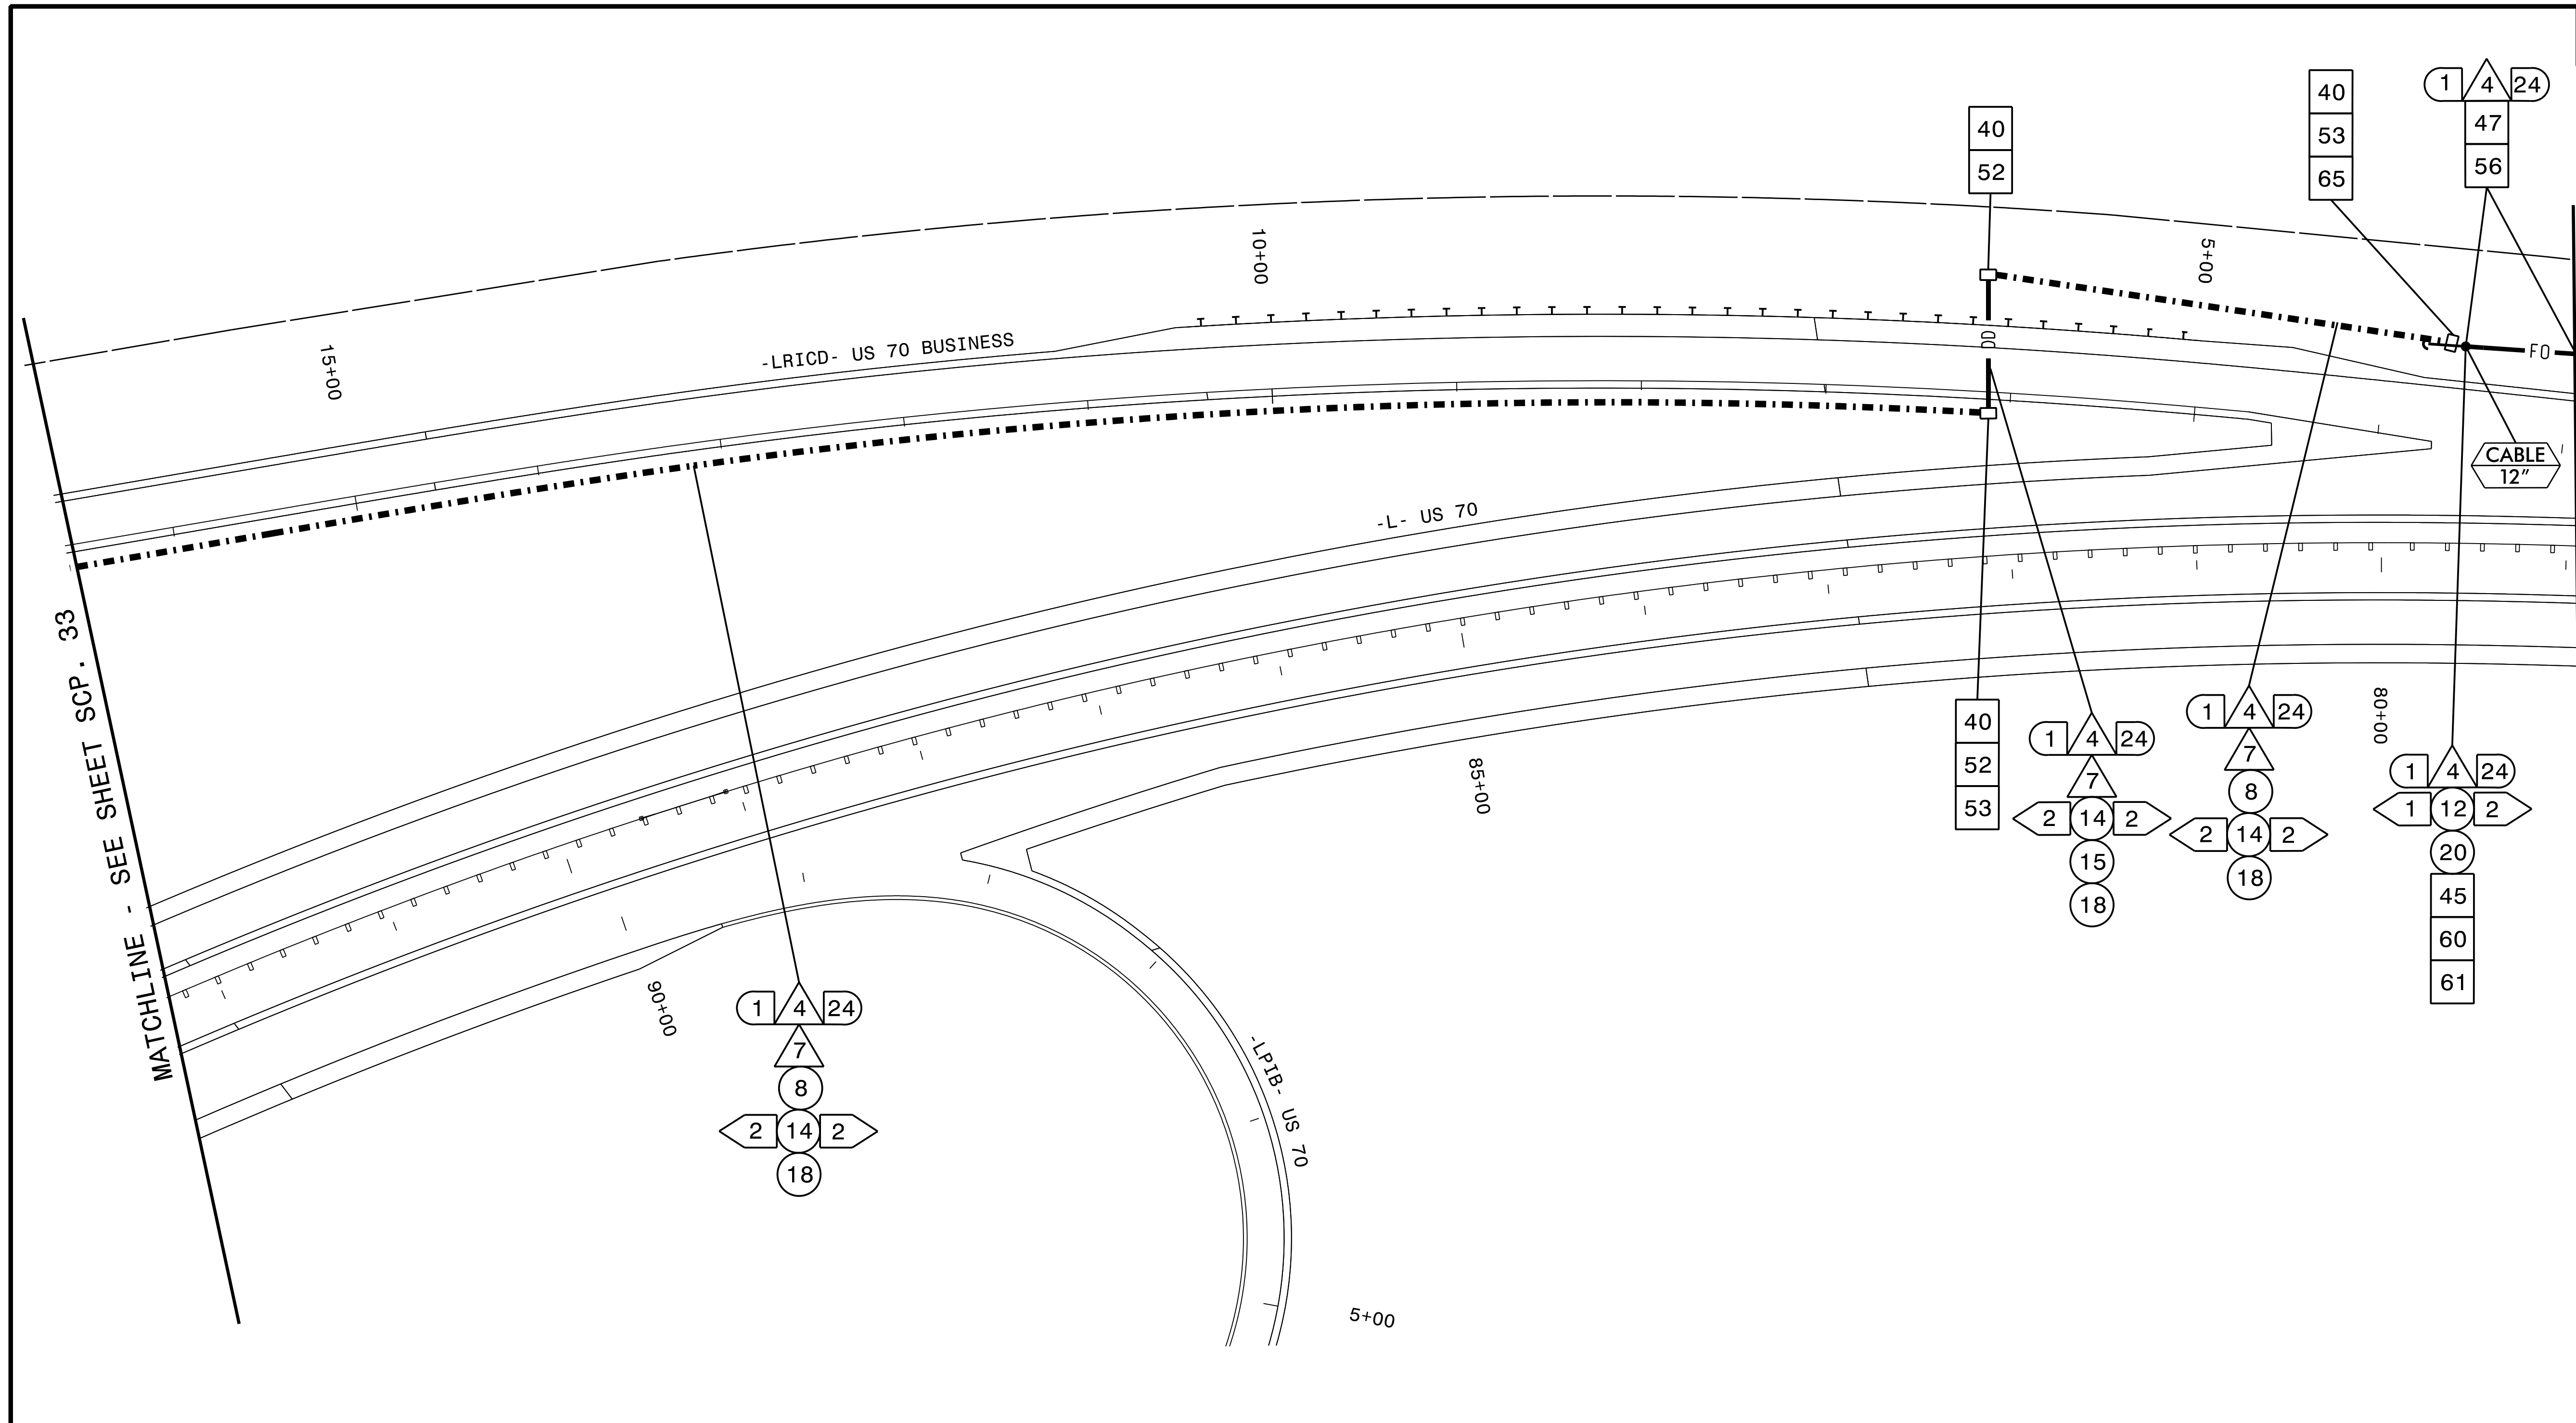 1 4 24
47
56
40
53
65
40
52
10+00
5+00
15+00
-LRICD- US 70 BUSINESS
DD
FO
CABLE
12"
-L- US 70
MATCHLINE - SEE SHEET SCP. 33
80+00
85+00
90+00
40
52
53
1 4 24
7
2 14 2
15
18
1 4 24
7
8
2 14 2
18
1 4 24
1 12 2
20
45
60
61
1 4 24
7
8
2 14 2
18
-LPIB- US 70
5+00